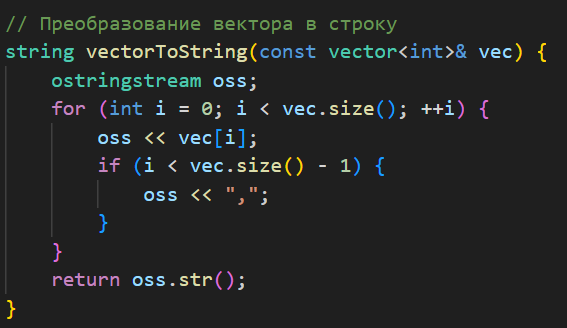 // Преобразование вектора в строку
string vectorToString(const vector<int>& vec) {
    ostringstream oss;
    for (int i = 0; i < vec.size(); ++i) {
        oss << vec[i];
        if (i < vec.size() - 1) {
            oss << ",";
        }
    }
    return oss.str();
}